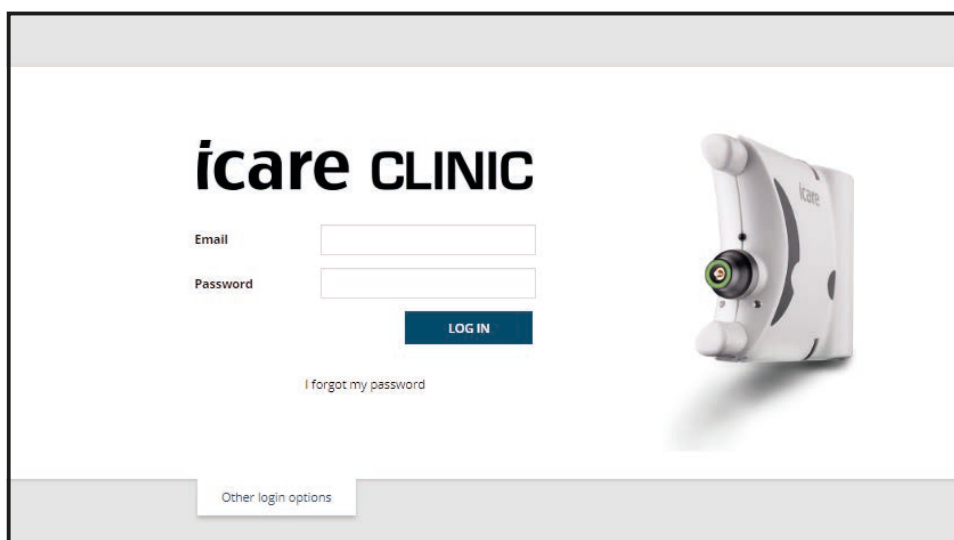 icare CLINIC
icare
Email
Password
LOG IN
I forgot my password
Other login options